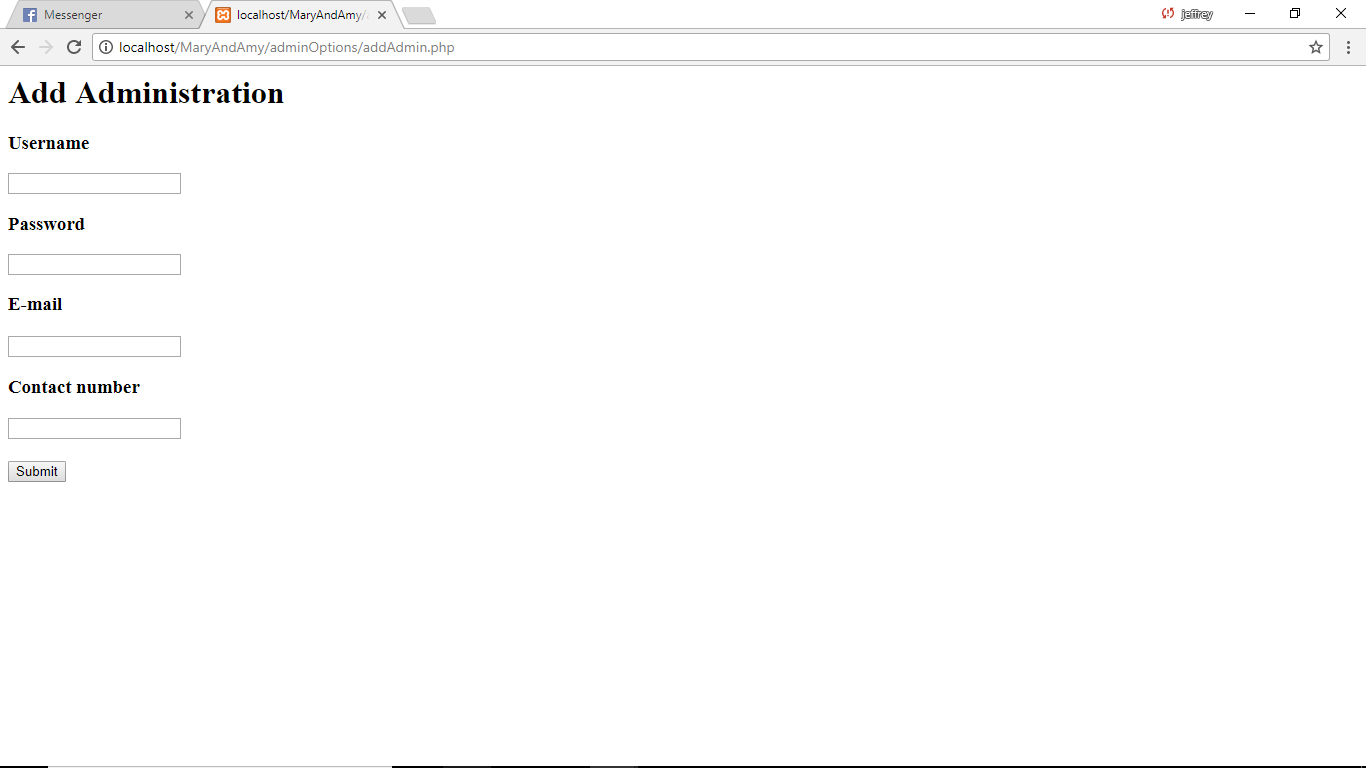 Messenger
localhost/MaryAndAmy/
jeffrey
localhost/MaryAndAmy/adminOptions/addAdmin.php
Add Administration
Username
Password
E-mail
Contact number
Submit